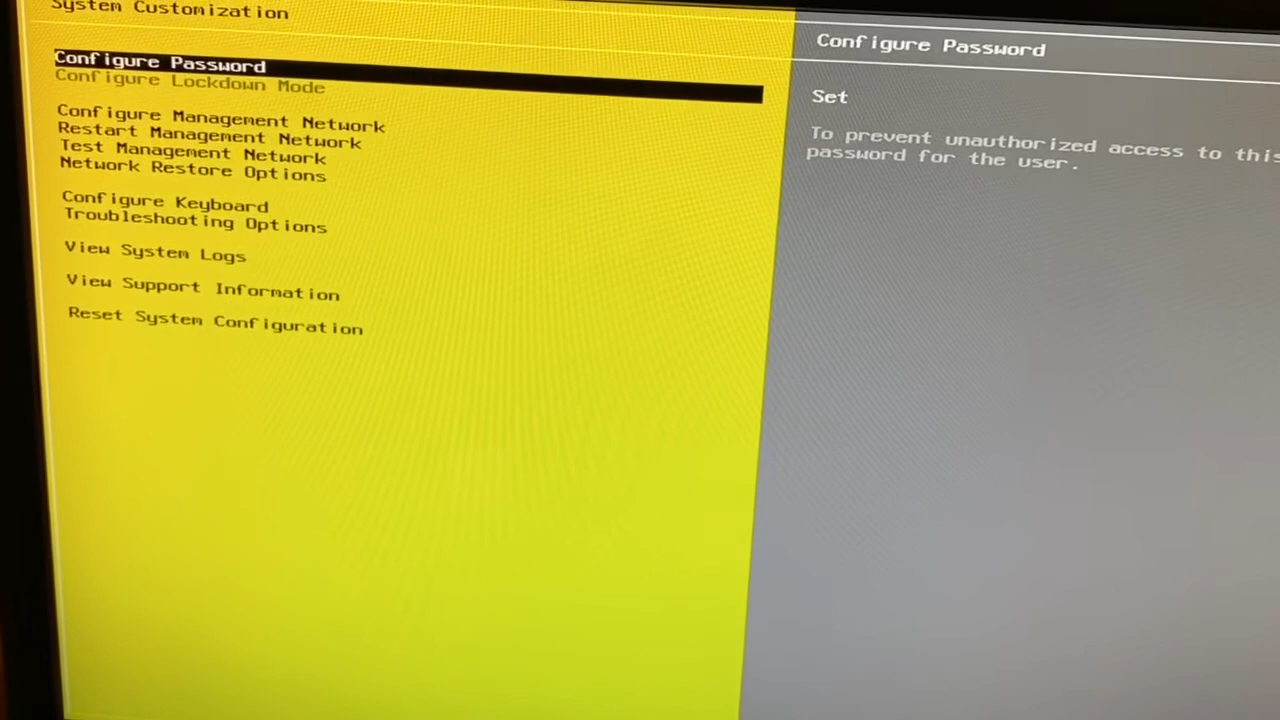 System Customization
Configure Password
Configure Lockdown Mode
Configure Management Network
Restart Management Network
Test Management Network
Network Restore Options
Configure Keyboard
Troubleshooting Options
View System Logs
View Support Information
Reset System Configuration
Configure Password
Set
To prevent unauthorized access to this
password for the user.